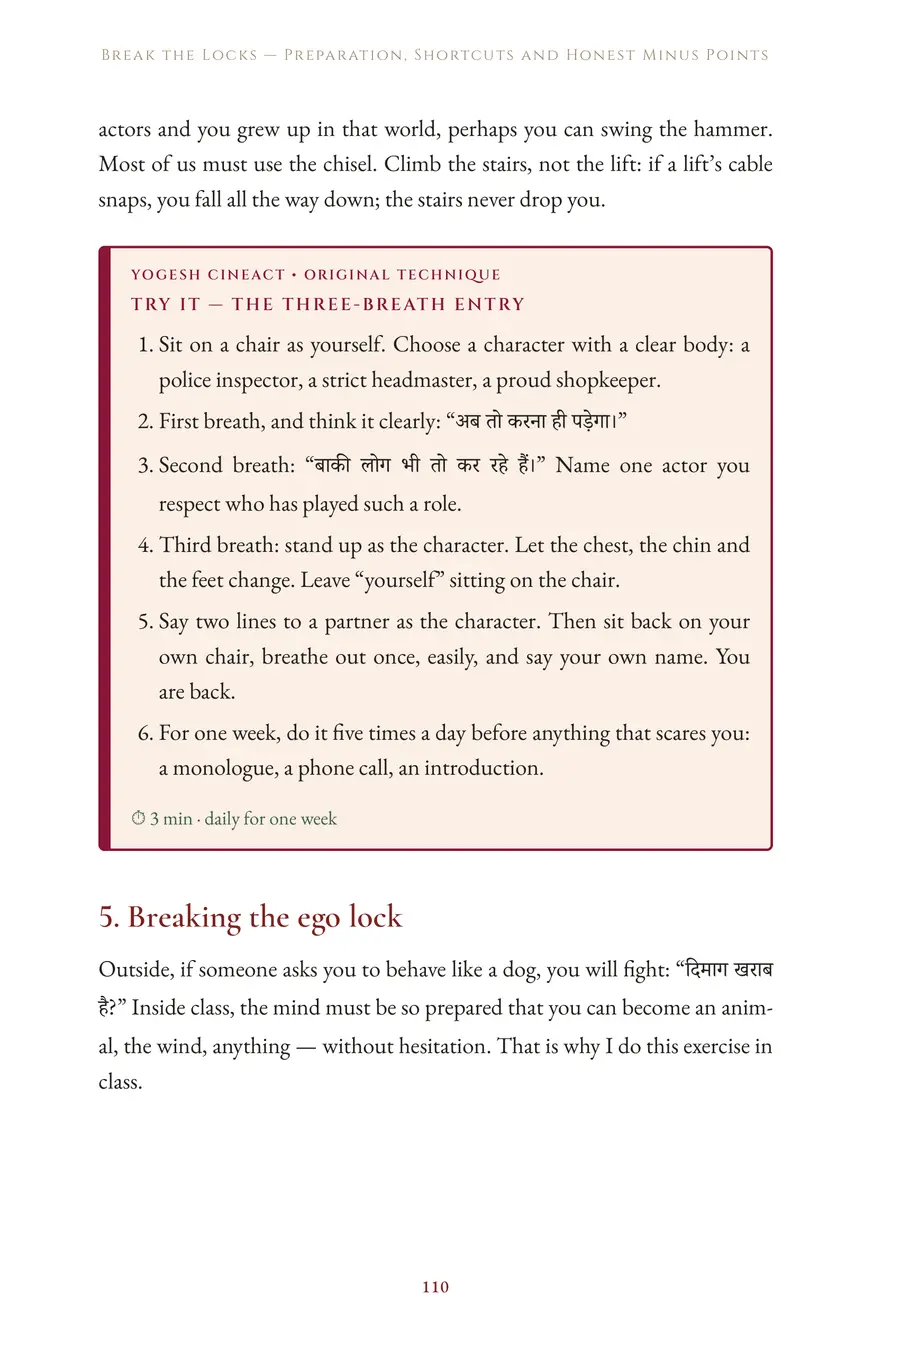 Break the Locks — Preparation, Shortcuts and Honest Minus Points
actors and you grew up in that world, perhaps you can swing the hammer.
Most of us must use the chisel. Climb the stairs, not the lift: if a lift’s cable
snaps, you fall all the way down; the stairs never drop you.
YOGESH CINEACT • ORIGINAL TECHNIQUE
TRY IT — THE THREE-BREATH ENTRY
1. Sit on a chair as yourself. Choose a character with a clear body: a
police inspector, a strict headmaster, a proud shopkeeper.
2. First breath, and think it clearly: “अब तो करना ही पड़ेगा।”
3. Second breath: “बाकी लोग भी तो कर रहे हैं।” Name one actor you
respect who has played such a role.
4. Third breath: stand up as the character. Let the chest, the chin and
the feet change. Leave “yourself” sitting on the chair.
5. Say two lines to a partner as the character. Then sit back on your
own chair, breathe out once, easily, and say your own name. You
are back.
6. For one week, do it five times a day before anything that scares you:
a monologue, a phone call, an introduction.
⏱ 3 min · daily for one week
5. Breaking the ego lock
Outside, if someone asks you to behave like a dog, you will fight: “दिमाग खराब
है?” Inside class, the mind must be so prepared that you can become an anim-
al, the wind, anything — without hesitation. That is why I do this exercise in
class.
110